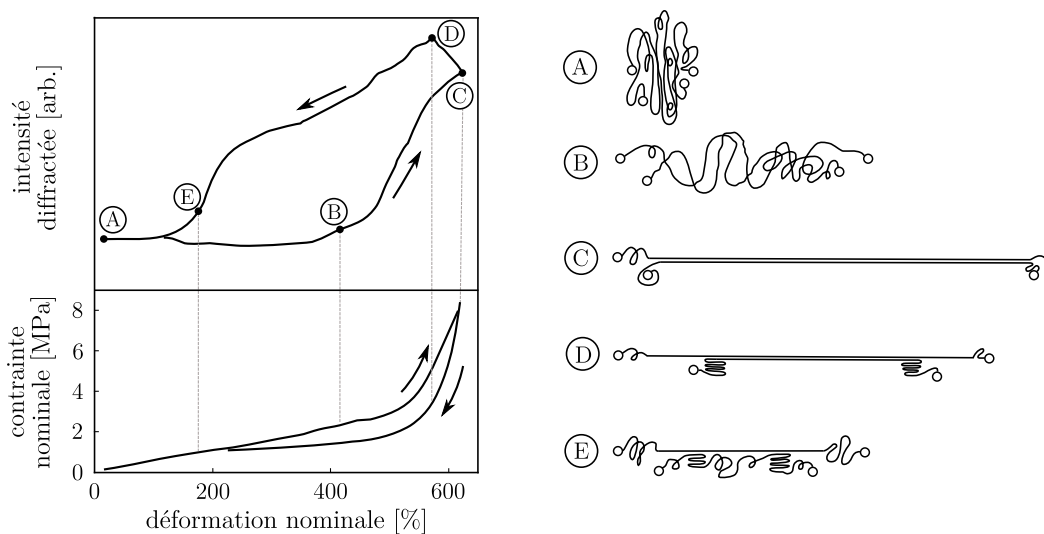 intensité
diffractée [arb.]
A
E
B
D
C
contrainte
nominale [MPa]
8
6
4
2
0
0
200
400
600
déformation nominale [%]
A
B
C
D
E